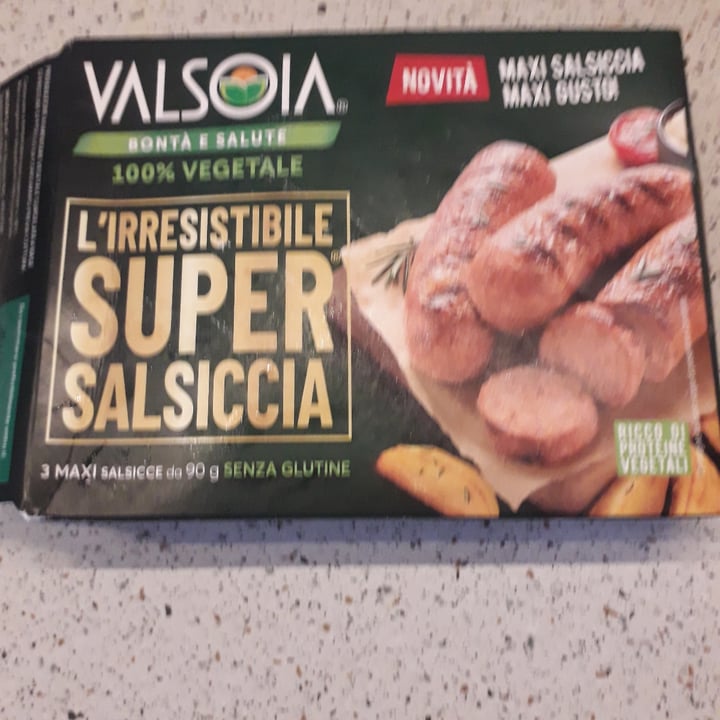 VALSOIA®
BONTÀ E SALUTE
100% VEGETALE
L'IRRESISTIBILE
SUPER
SALSICCIA
3 MAXI SALSICCE da 90 g SENZA GLUTINE
NOVITÀ
MAXI SALSICCIA
MAXI GUSTO!
RICCO DI
PROTEINE
VEGETALI